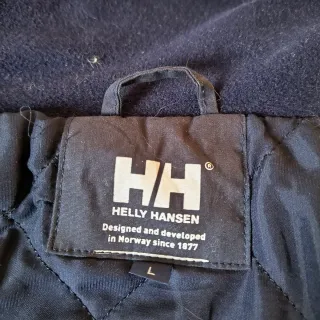 HH®
HELLY HANSEN
Designed and developed
in Norway since 1877
L